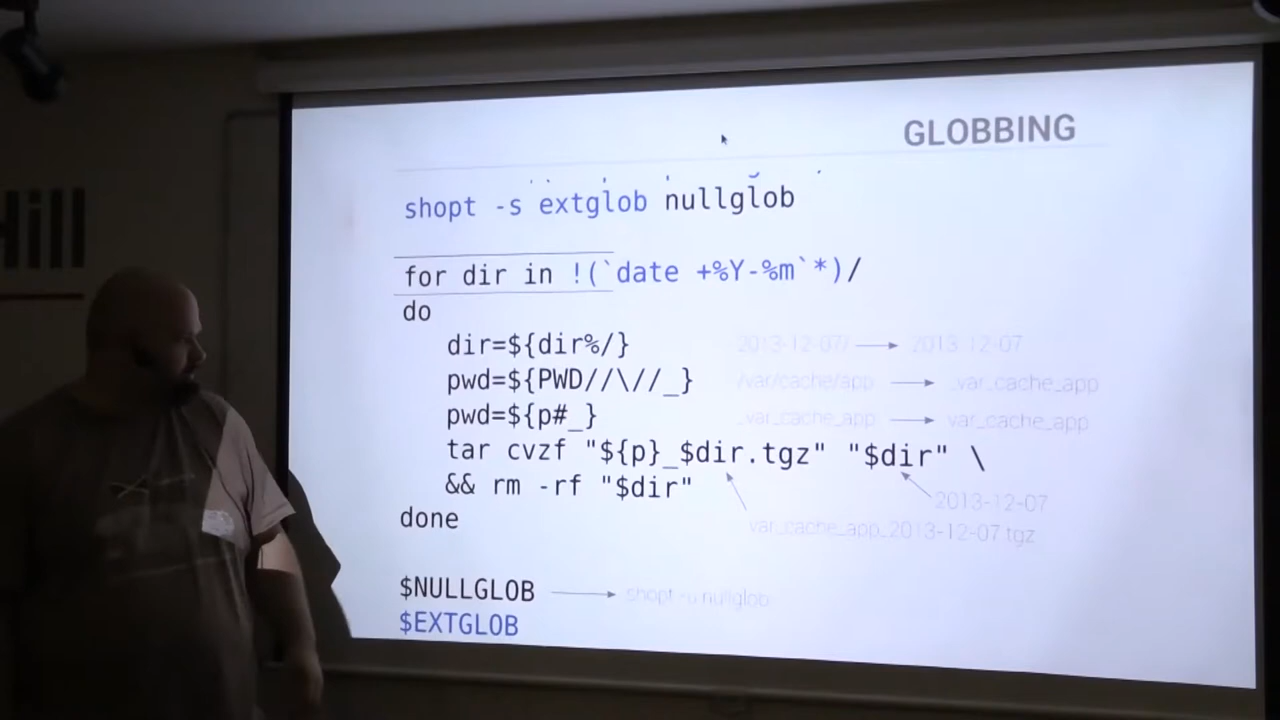 GLOBBING
shopt -s extglob nullglob
for dir in !(`date +%Y-%m`*)/
do
dir=${dir%/} 2013-12-07/ 2013-12-07
pwd=${PWD//\//_} /var/cache/app _var_cache_app
pwd=${p#_} _var_cache_app var_cache_app
tar cvzf "${p}_$dir.tgz" "$dir" \
&& rm -rf "$dir" 2013-12-07
done var_cache_app_2013-12-07.tgz
$NULLGLOB shopt -u nullglob
$EXTGLOB
Hill